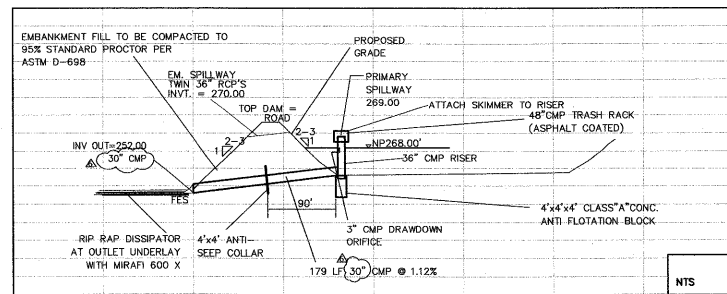 EMBANKMENT FILL TO BE COMPACTED TO
95% STANDARD PROCTOR PER
ASTM D-698
EM. SPILLWAY
TWIN 36" RCP'S
INVT. = 270.00
TOP DAM =
ROAD
PROPOSED
GRADE
PRIMARY
SPILLWAY
269.00
ATTACH SKIMMER TO RISER
48"CMP TRASH RACK
(ASPHALT COATED)
2-3
1
2-3
1
NP268.00'
36" CMP RISER
INV OUT=252.00
30" CMP
FES
90'
4'x4'x4' CLASS"A"CONC.
ANTI FLOTATION BLOCK
3" CMP DRAWDOWN
ORIFICE
RIP RAP DISSIPATOR
AT OUTLET UNDERLAY
WITH MIRAFI 600 X
4'x4' ANTI-
SEEP COLLAR
179 LF 30" CMP @ 1.12%
NTS